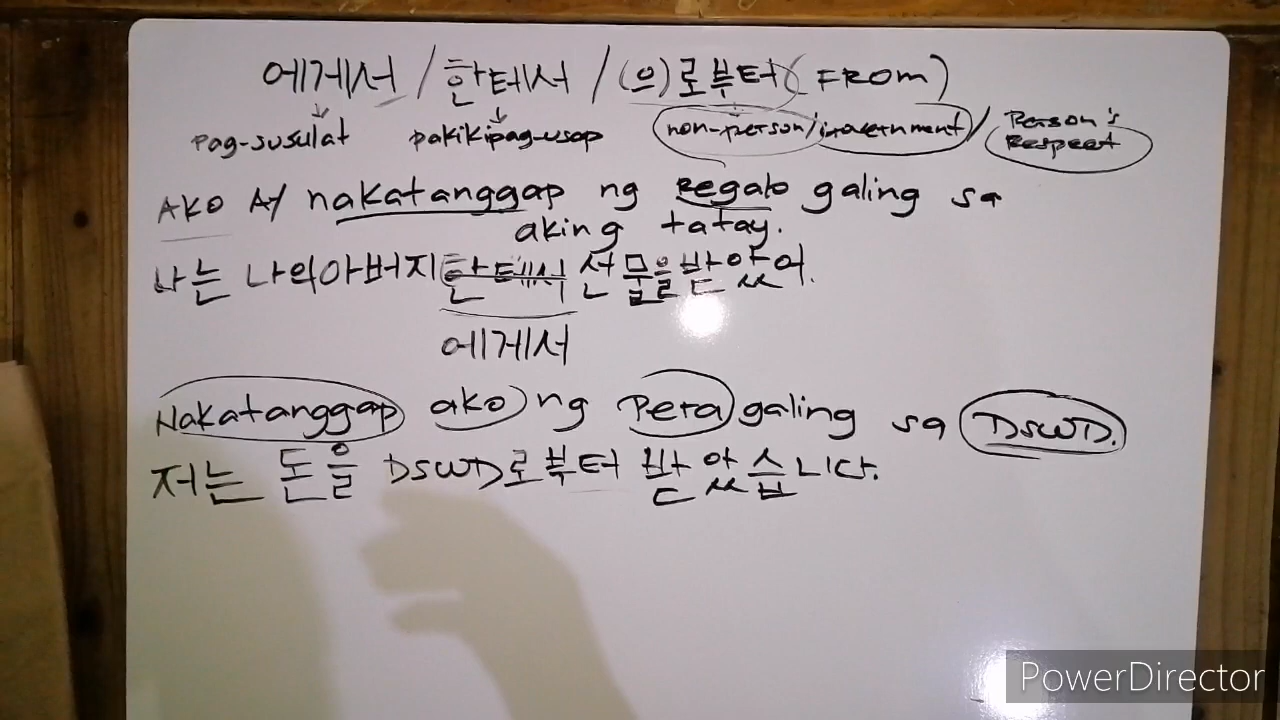 에게서 / 한테서 / (으)로부터 (FROM)
pag-susulat pakikipag-usap non-person/government / Person's
Respect
AKO AY nakatanggap ng Regalo galing sa
aking tatay.
나는 나의아버지한테서 선물을받았어.
에게서
Nakatanggap ako ng Pera galing sa DSWD.
저는 돈을 DSWD로부터 받았습니다.
PowerDirector